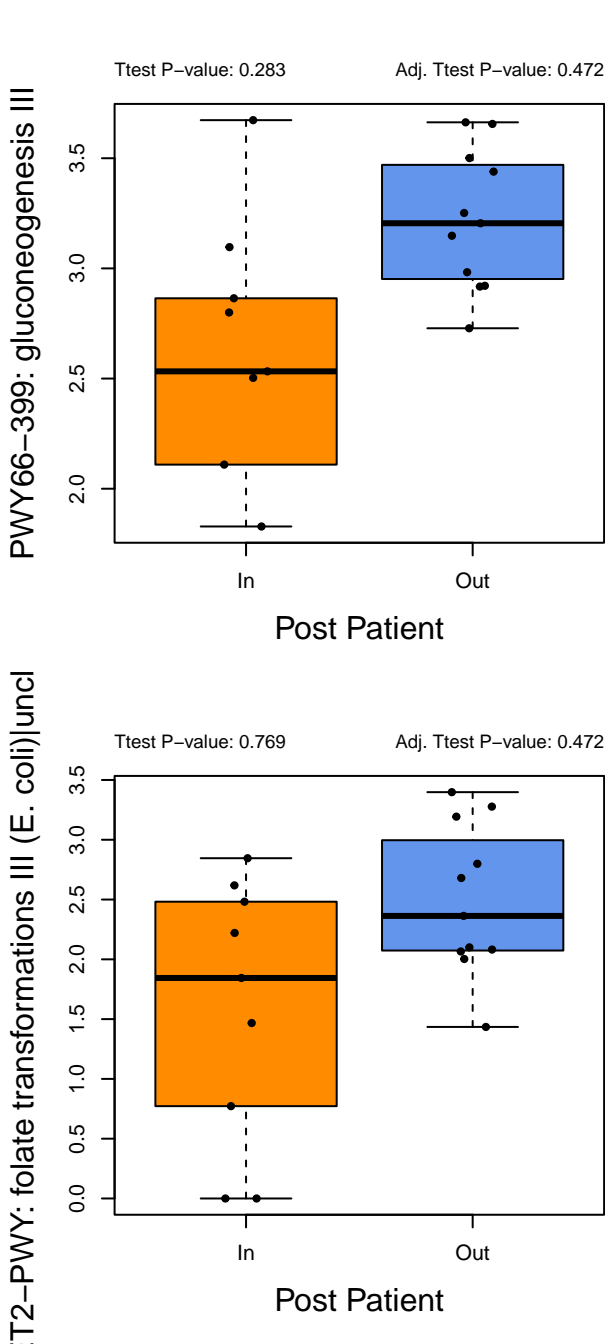 Ttest P−value: 0.283
Adj. Ttest P−value: 0.472
PWY66−399: gluconeogenesis III
3.5
3.0
2.5
2.0
In
Out
Post Patient
Ttest P−value: 0.769
Adj. Ttest P−value: 0.472
T2−PWY: folate transformations III (E. coli)|uncl
3.5
3.0
2.5
2.0
1.5
1.0
0.5
0.0
In
Out
Post Patient